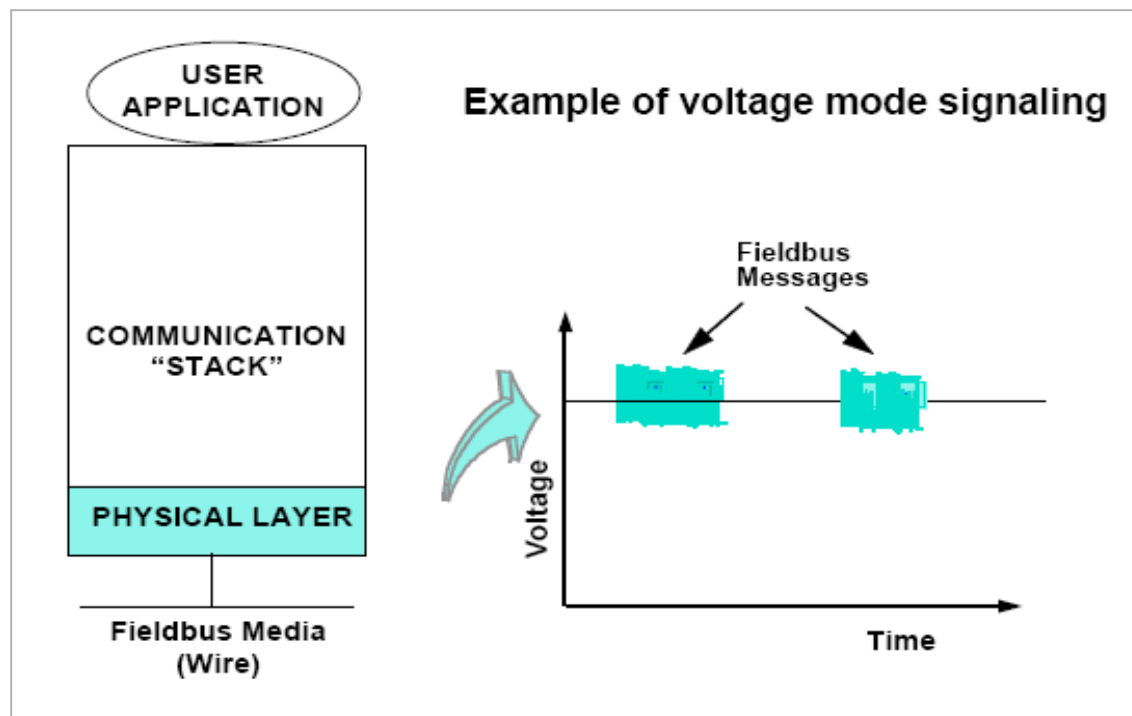 USER
APPLICATION
Example of voltage mode signaling
COMMUNICATION
“STACK”
PHYSICAL LAYER
Fieldbus Media
(Wire)
Fieldbus
Messages
Voltage
Time